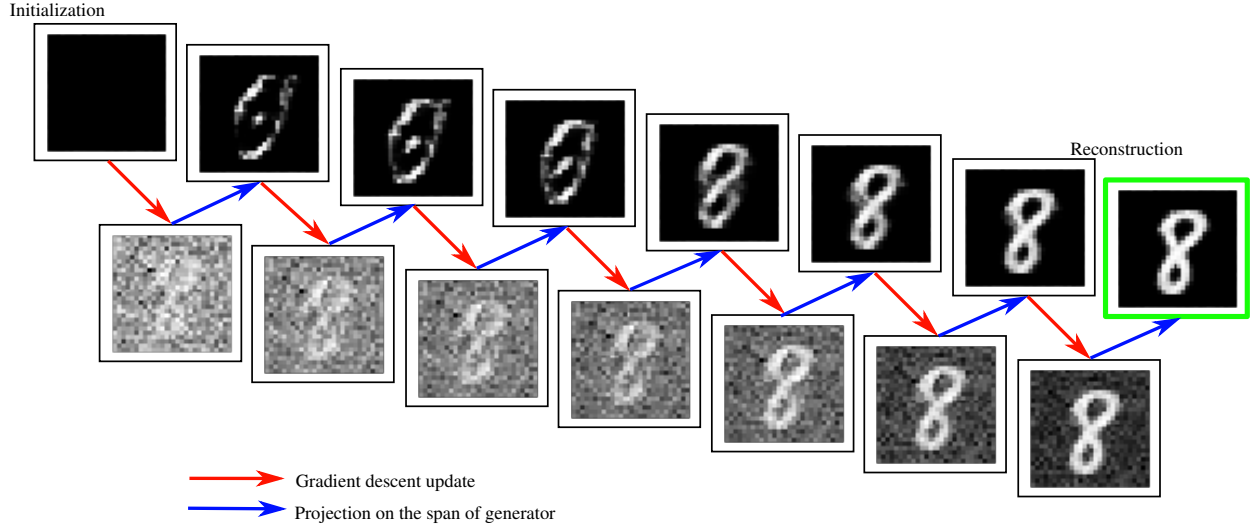 Initialization
Reconstruction
Gradient descent update
Projection on the span of generator